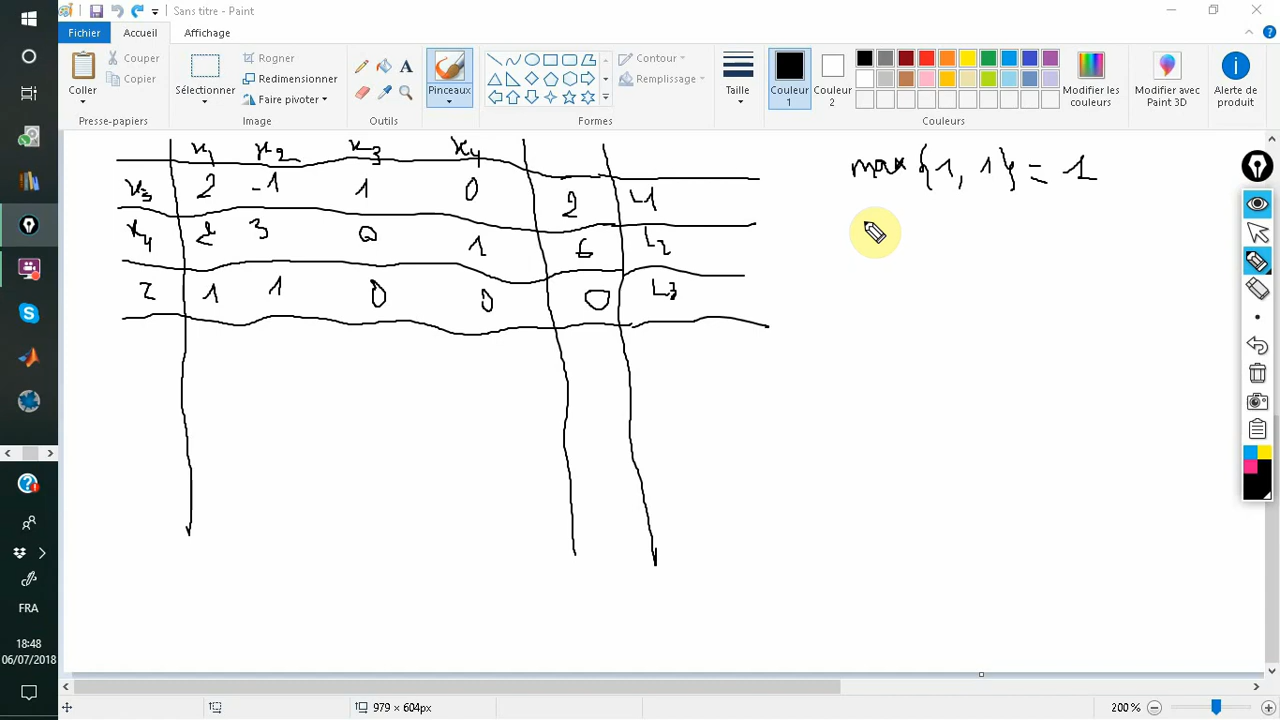 Sans titre - Paint
Fichier Accueil Affichage
Coller
Couper
Copier
Presse-papiers
Sélectionner
Rogner
Redimensionner
Faire pivoter
Image
Outils
Pinceaux
Contour
Remplissage
Formes
Taille
Couleur 1
Couleur 2
Modifier les couleurs
Couleurs
Modifier avec Paint 3D
Alerte de produit
x1 x2 x3 x4
x3 2 -1 1 0 2 L1
x4 2 3 0 1 6 L2
Z 1 1 0 0 0 L3
max {1, 1} = 1
FRA
18:48
06/07/2018
979 × 604px
200 %